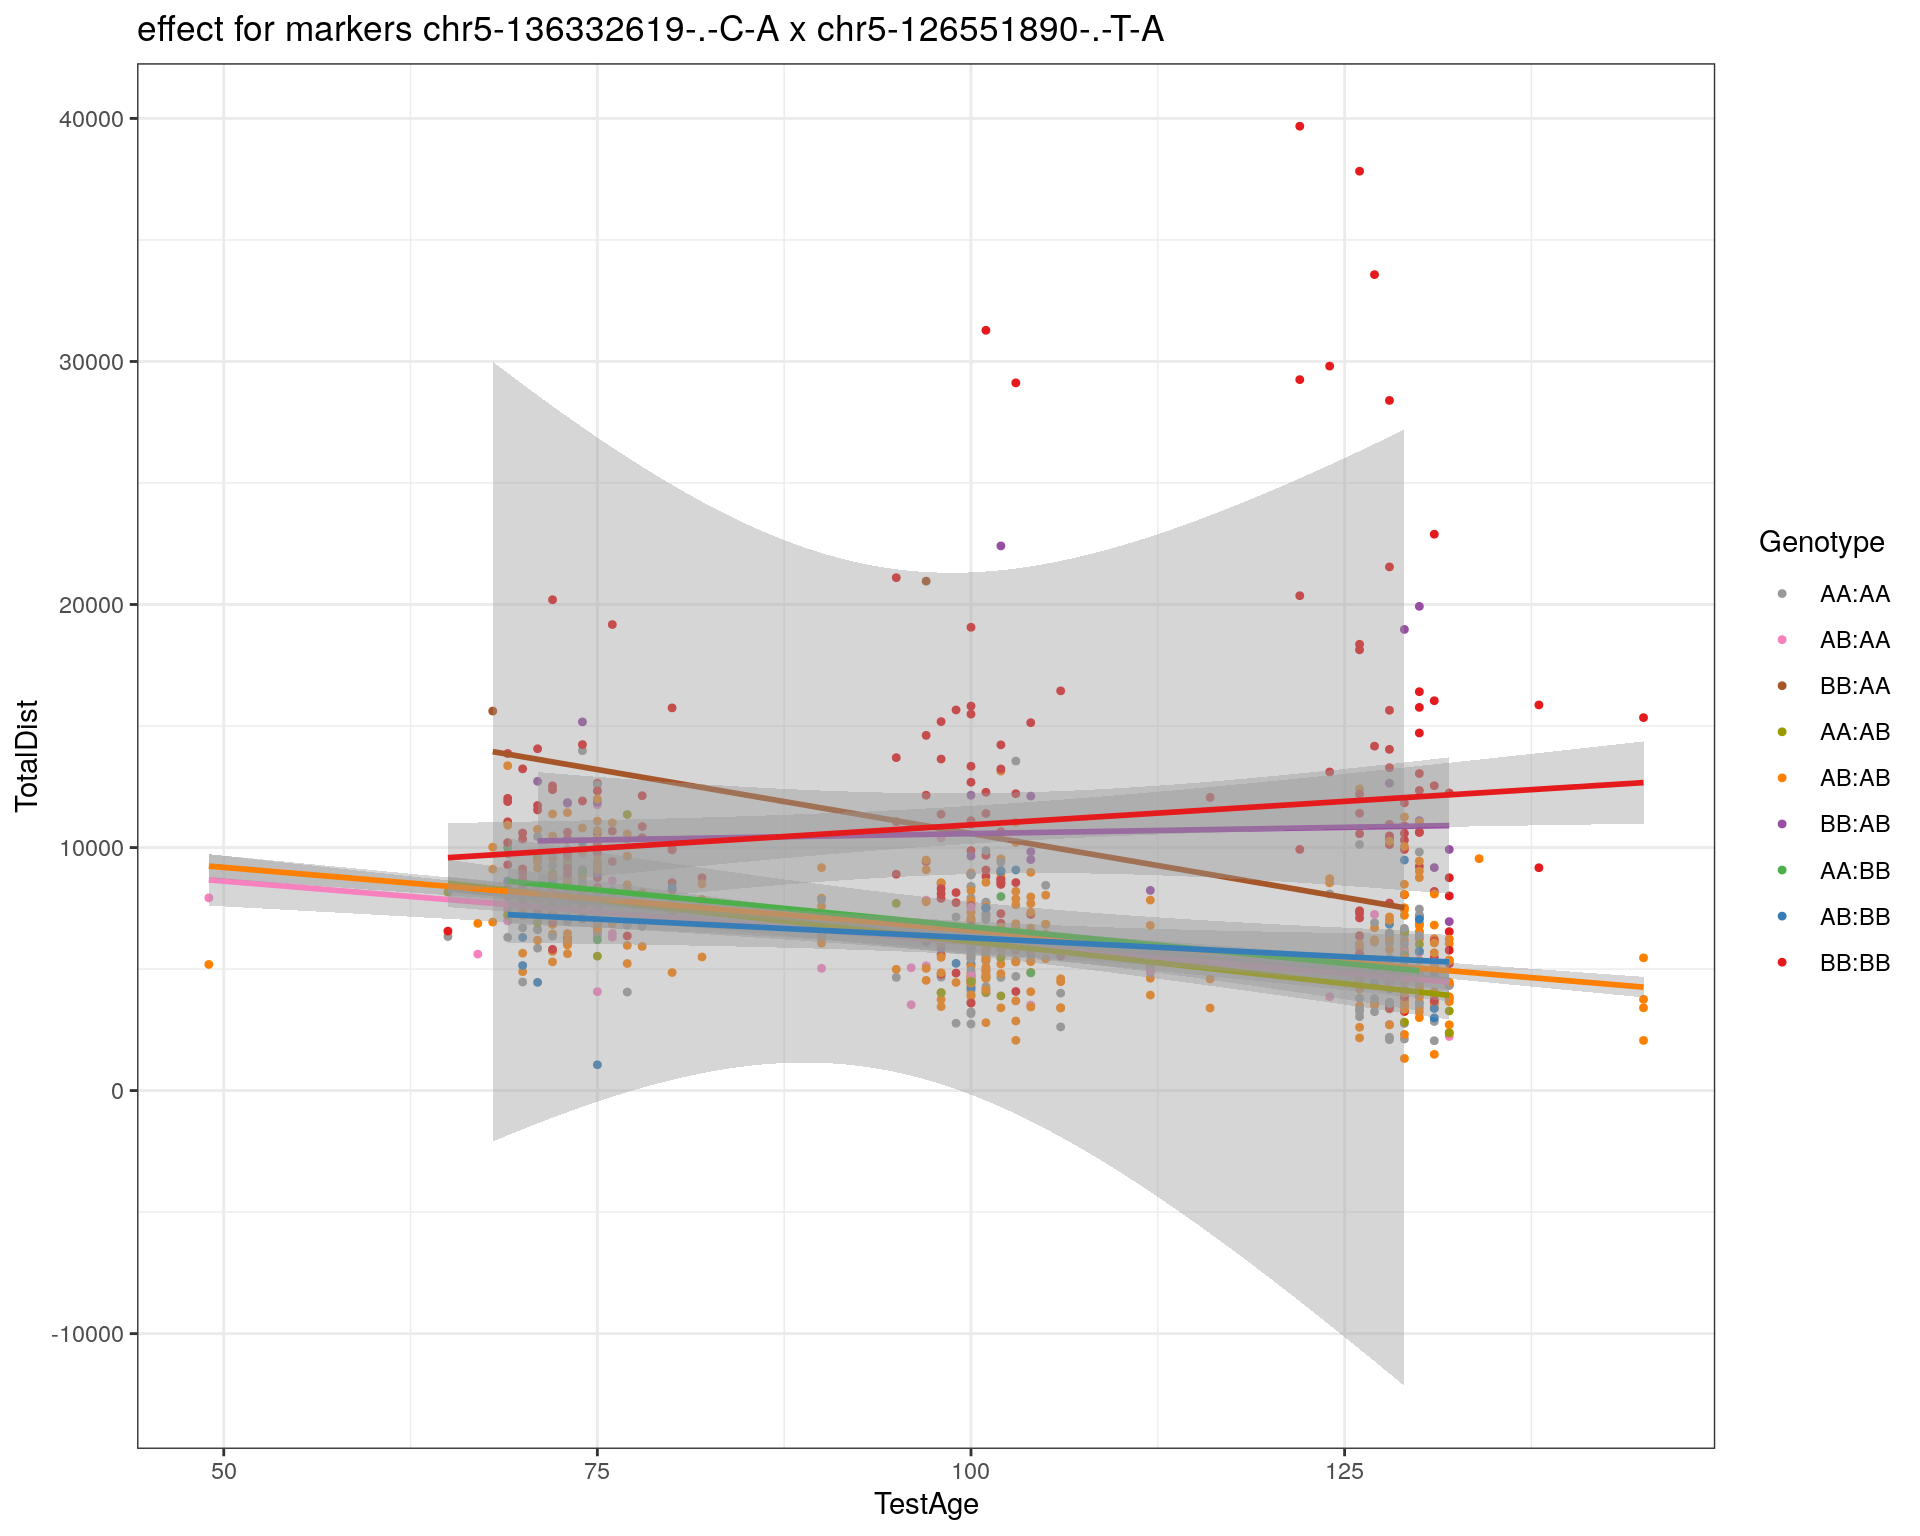 effect for markers chr5-136332619-.-C-A x chr5-126551890-.-T-A
40000
30000
20000
10000
0
-10000
TotalDist
50 75 100 125
TestAge
Genotype
AA:AA
AB:AA
BB:AA
AA:AB
AB:AB
BB:AB
AA:BB
AB:BB
BB:BB